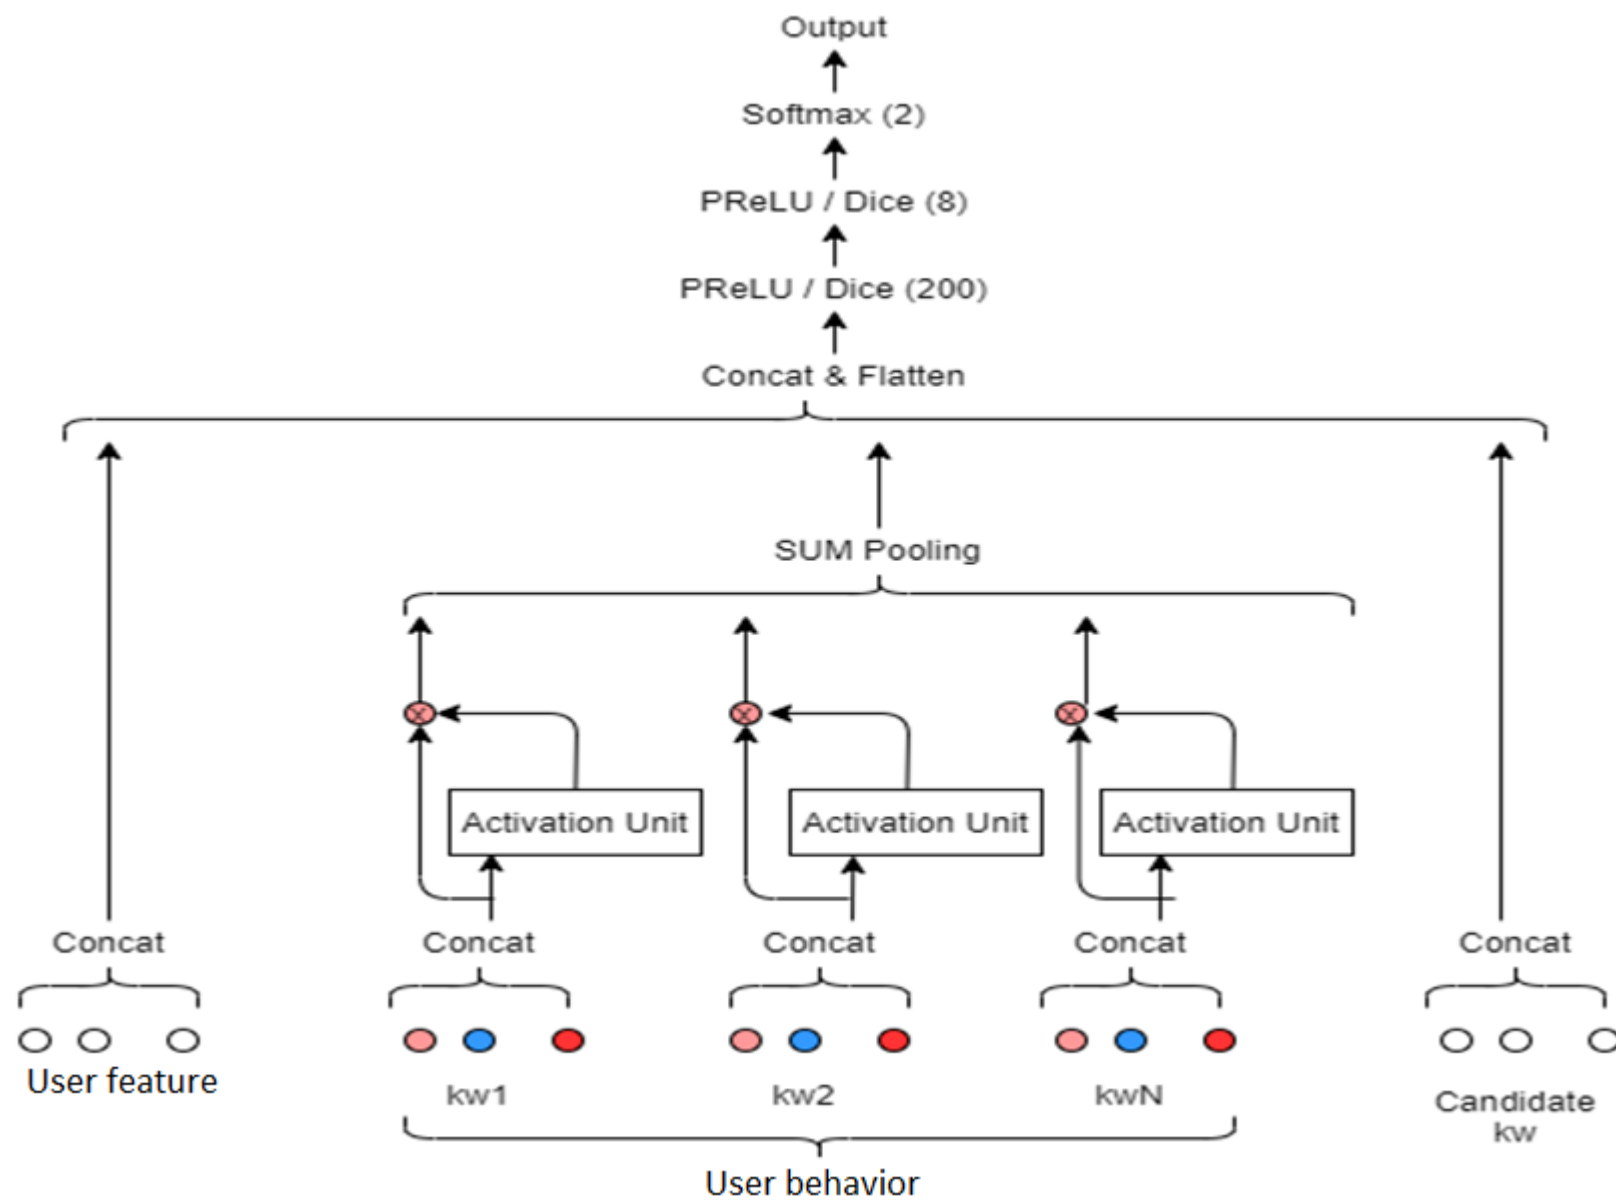 Output
Softmax (2)
PReLU / Dice (8)
PReLU / Dice (200)
Concat & Flatten
SUM Pooling
X X X
Activation Unit Activation Unit Activation Unit
Concat Concat Concat Concat Concat
User feature
kw1 kw2 kwN
Candidate
kw
User behavior